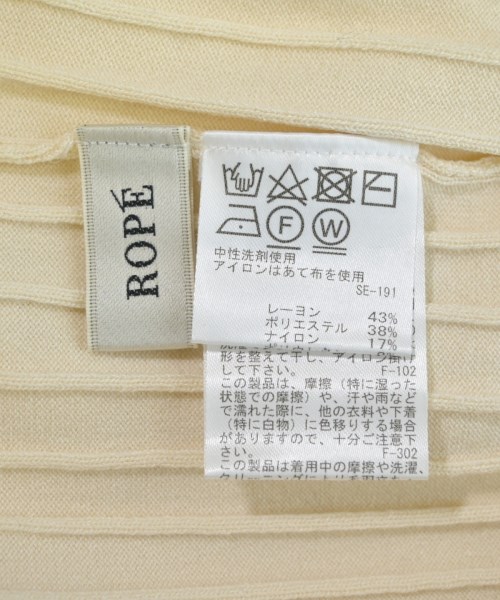 ROPÉ
F W
中性洗剤使用
アイロンはあて布を使用
SE-191
レーヨン 43%
ポリエステル 38%
ナイロン 17%
形を整えて干し、アイロン掛け
して下さい。 F-102
この製品は、摩擦（特に湿った
状態での摩擦）や、汗や雨など
で濡れた際に、他の衣料や下着
（特に白物）に色移りする場合
がありますので、十分ご注意下
さい。 F-302
この製品は着用中の摩擦や洗濯、